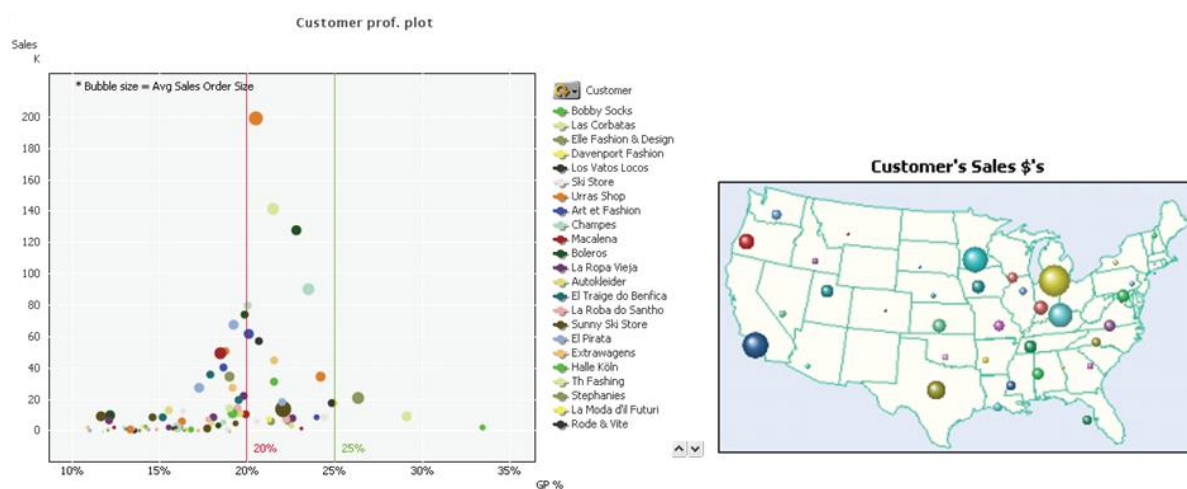 Customer prof. plot
Sales
K
* Bubble size = Avg Sales Order Size
200
180
160
140
120
100
80
60
40
20
0
20%
25%
10%
15%
20%
25%
30%
35%
GP %
Customer
Bobby Socks
Las Corbatas
Elle Fashion & Design
Davenport Fashion
Los Vatos Locos
Ski Store
Urras Shop
Art et Fashion
Champes
Macalena
Boleros
La Ropa Vieja
Autokleider
El Traige do Benfica
La Roba do Santho
Sunny Ski Store
El Pirata
Extrawagens
Halle Köln
Th Fashing
Stephanies
La Moda d'il Futuri
Rode & Vite
Customer's Sales $'s